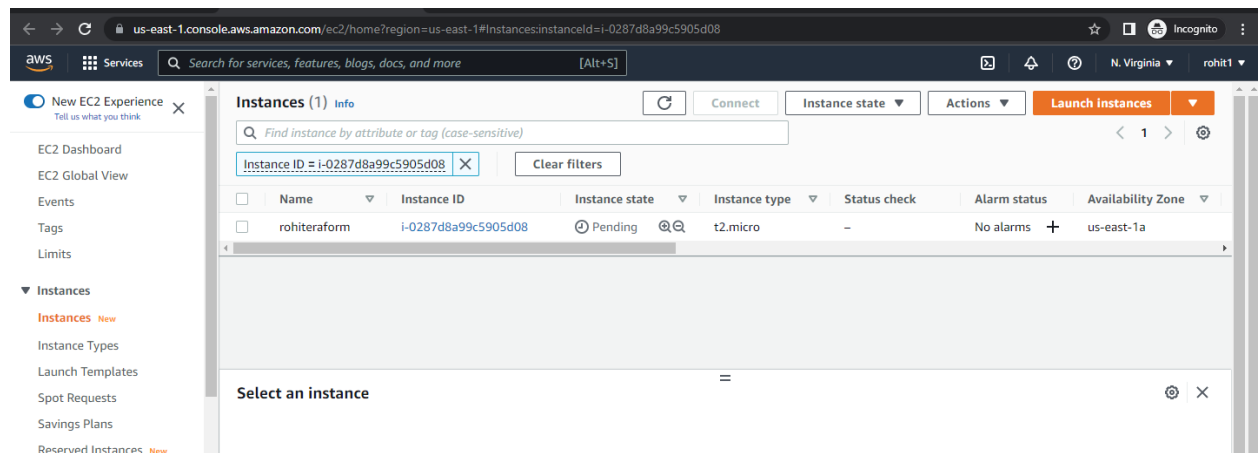 us-east-1.console.aws.amazon.com/ec2/home?region=us-east-1#Instances:instanceId=i-0287d8a99c5905d08
Incognito
aws
Services
Search for services, features, blogs, docs, and more
[Alt+S]
N. Virginia
rohit1
New EC2 Experience
Tell us what you think
EC2 Dashboard
EC2 Global View
Events
Tags
Limits
Instances
Instances New
Instance Types
Launch Templates
Spot Requests
Savings Plans
Reserved Instances New
Instances (1) Info
Connect
Instance state
Actions
Launch instances
Find instance by attribute or tag (case-sensitive)
1
Instance ID = i-0287d8a99c5905d08
Clear filters
Name Instance ID Instance state Instance type Status check Alarm status Availability Zone
rohiteraform i-0287d8a99c5905d08 Pending t2.micro – No alarms + us-east-1a
Select an instance